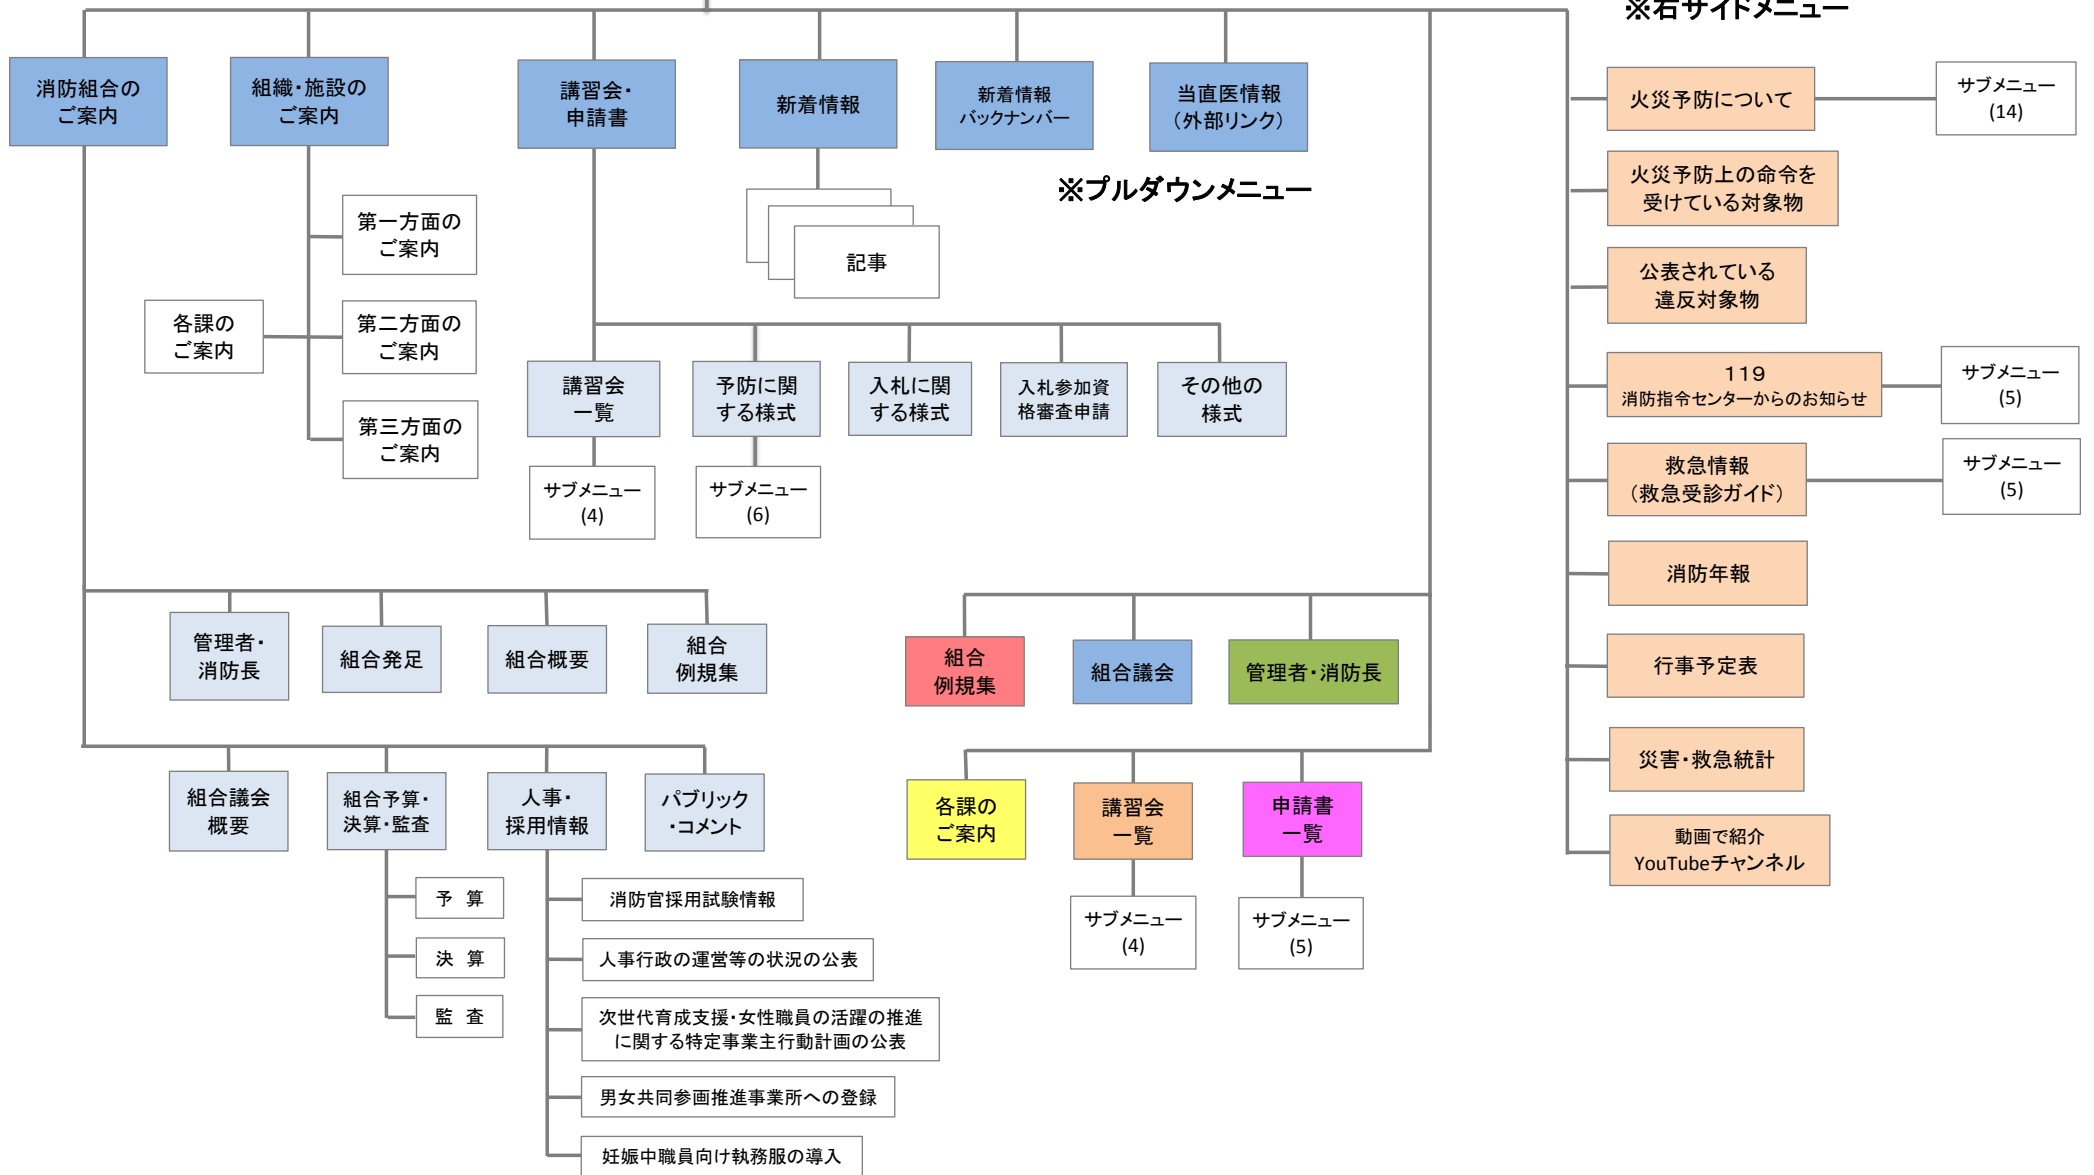 ※右サイドメニュー
消防組合の
ご案内
組織・施設の
ご案内
講習会・
申請書
新着情報
新着情報
バックナンバー
当直医情報
（外部リンク）
※プルダウンメニュー
第一方面の
ご案内
各課の
ご案内
第二方面の
ご案内
第三方面の
ご案内
記事
講習会
一覧
予防に関
する様式
入札に関
する様式
入札参加資
格審査申請
その他の
様式
サブメニュー
(4)
サブメニュー
(6)
管理者・
消防長
組合発足
組合概要
組合
例規集
組合議会
概要
組合予算・
決算・監査
人事・
採用情報
パブリック
・コメント
予 算
決 算
監 査
消防官採用試験情報
人事行政の運営等の状況の公表
次世代育成支援・女性職員の活躍の推進
に関する特定事業主行動計画の公表
男女共同参画推進事業所への登録
妊娠中職員向け執務服の導入
組合
例規集
組合議会
管理者・消防長
各課の
ご案内
講習会
一覧
申請書
一覧
サブメニュー
(4)
サブメニュー
(5)
火災予防について
サブメニュー
(14)
火災予防上の命令を
受けている対象物
公表されている
違反対象物
119
消防指令センターからのお知らせ
サブメニュー
(5)
救急情報
（救急受診ガイド）
サブメニュー
(5)
消防年報
行事予定表
災害・救急統計
動画で紹介
YouTubeチャンネル